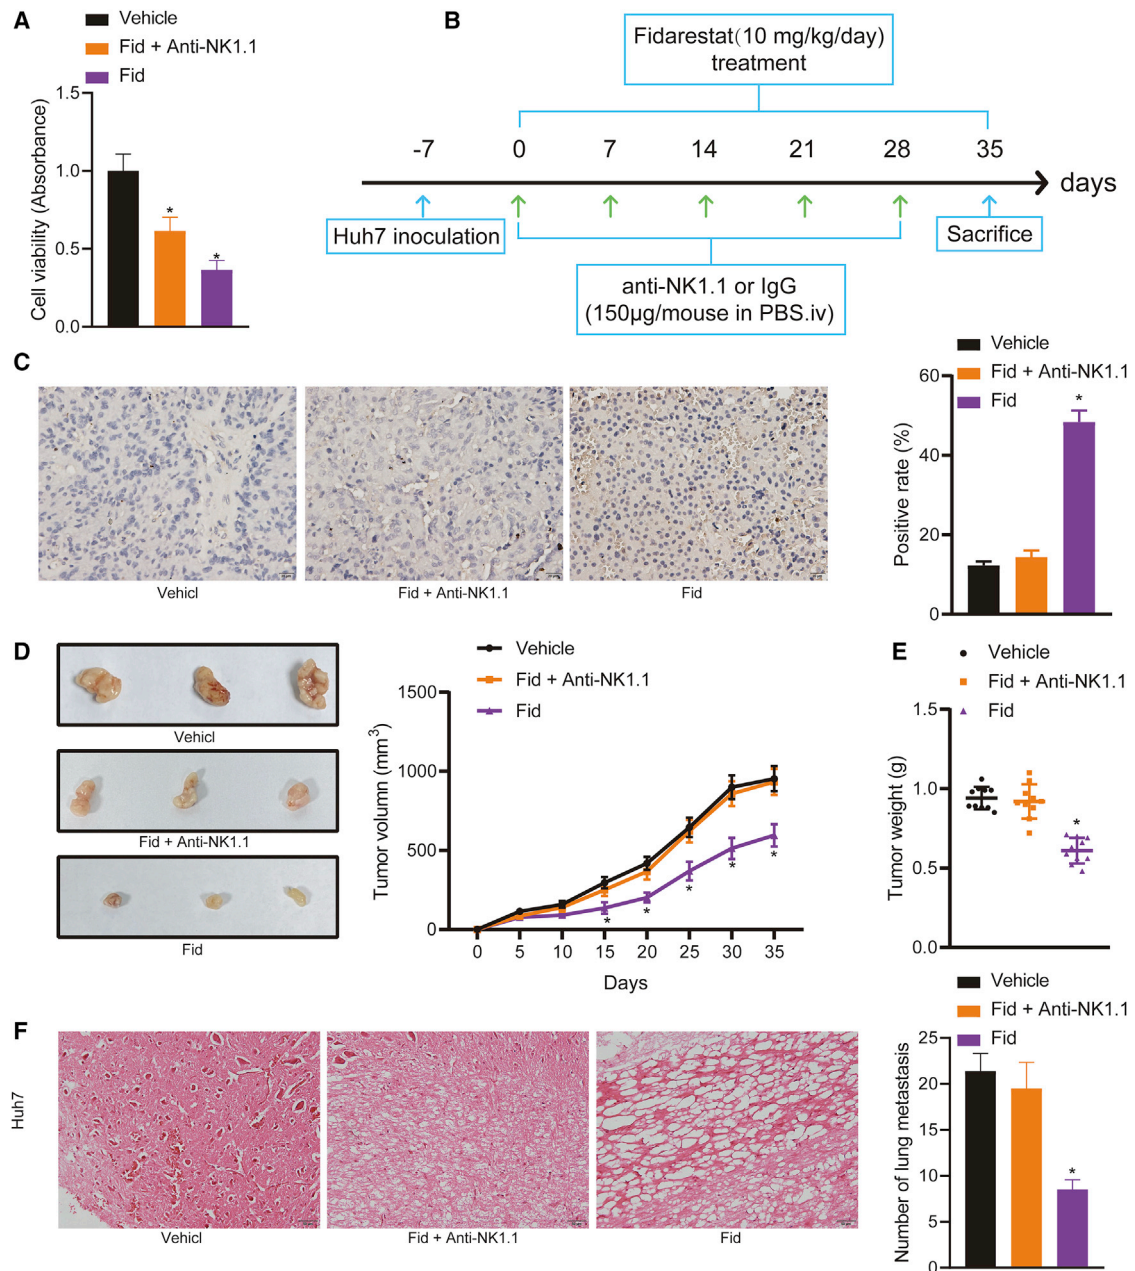 A
Vehicle
Fid + Anti-NK1.1
Fid
Cell viability (Absorbance)
1.5
1.0
0.5
0.0
*
*
B
Fidarestat(10 mg/kg/day)
treatment
-7 0 7 14 21 28 35
days
Huh7 inoculation
Sacrifice
anti-NK1.1 or IgG
(150μg/mouse in PBS.iv)
C
Vehicl
Fid + Anti-NK1.1
Fid
Vehicle
Fid + Anti-NK1.1
Fid
Positive rate (%)
60
40
20
0
*
D
Vehicl
Fid + Anti-NK1.1
Fid
Vehicle
Fid + Anti-NK1.1
Fid
Tumor volumn (mm³)
1500
1000
500
0
* * * * *
0 5 10 15 20 25 30 35
Days
E
Vehicle
Fid + Anti-NK1.1
Fid
Tumor weight (g)
1.5
1.0
0.5
0.0
*
F
Huh7
Vehicl
Fid + Anti-NK1.1
Fid
Vehicle
Fid + Anti-NK1.1
Fid
Number of lung metastasis
25
20
15
10
5
0
*